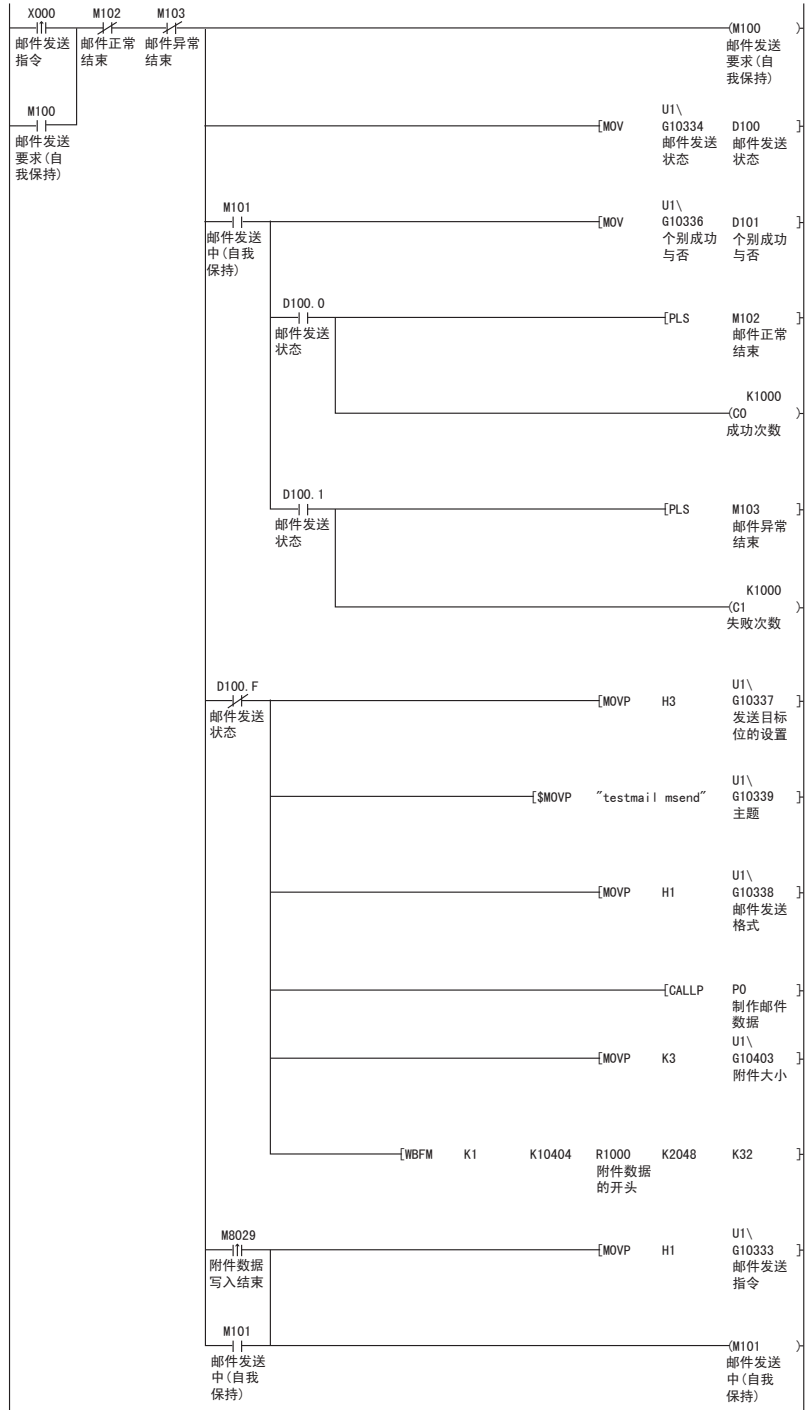 X000 M102 M103
(M100 )
邮件发送 邮件正常 邮件异常 邮件发送
指令 结束 结束 要求(自
我保持)
M100
邮件发送
要求(自
我保持)
U1\
[MOV G10334 D100 ]
邮件发送 邮件发送
状态 状态
M101 U1\
[MOV G10336 D101 ]
邮件发送 个别成功 个别成功
中(自我 与否 与否
保持)
D100.0
[PLS M102 ]
邮件发送 邮件正常
状态 结束
K1000
(C0 )
成功次数
D100.1
[PLS M103 ]
邮件发送 邮件异常
状态 结束
K1000
(C1 )
失败次数
D100.F U1\
[MOVP H3 G10337 ]
邮件发送 发送目标
状态 位的设置
U1\
[$MOVP "testmail msend" G10339 ]
主题
U1\
[MOVP H1 G10338 ]
邮件发送
格式
[CALLP P0 ]
制作邮件
数据
U1\
[MOVP K3 G10403 ]
附件大小
[WBFM K1 K10404 R1000 K2048 K32 ]
附件数据
的开头
M8029 U1\
[MOVP H1 G10333 ]
附件数据 邮件发送
写入结束 指令
M101
(M101 )
邮件发送 邮件发送
中(自我 中(自我
保持) 保持)